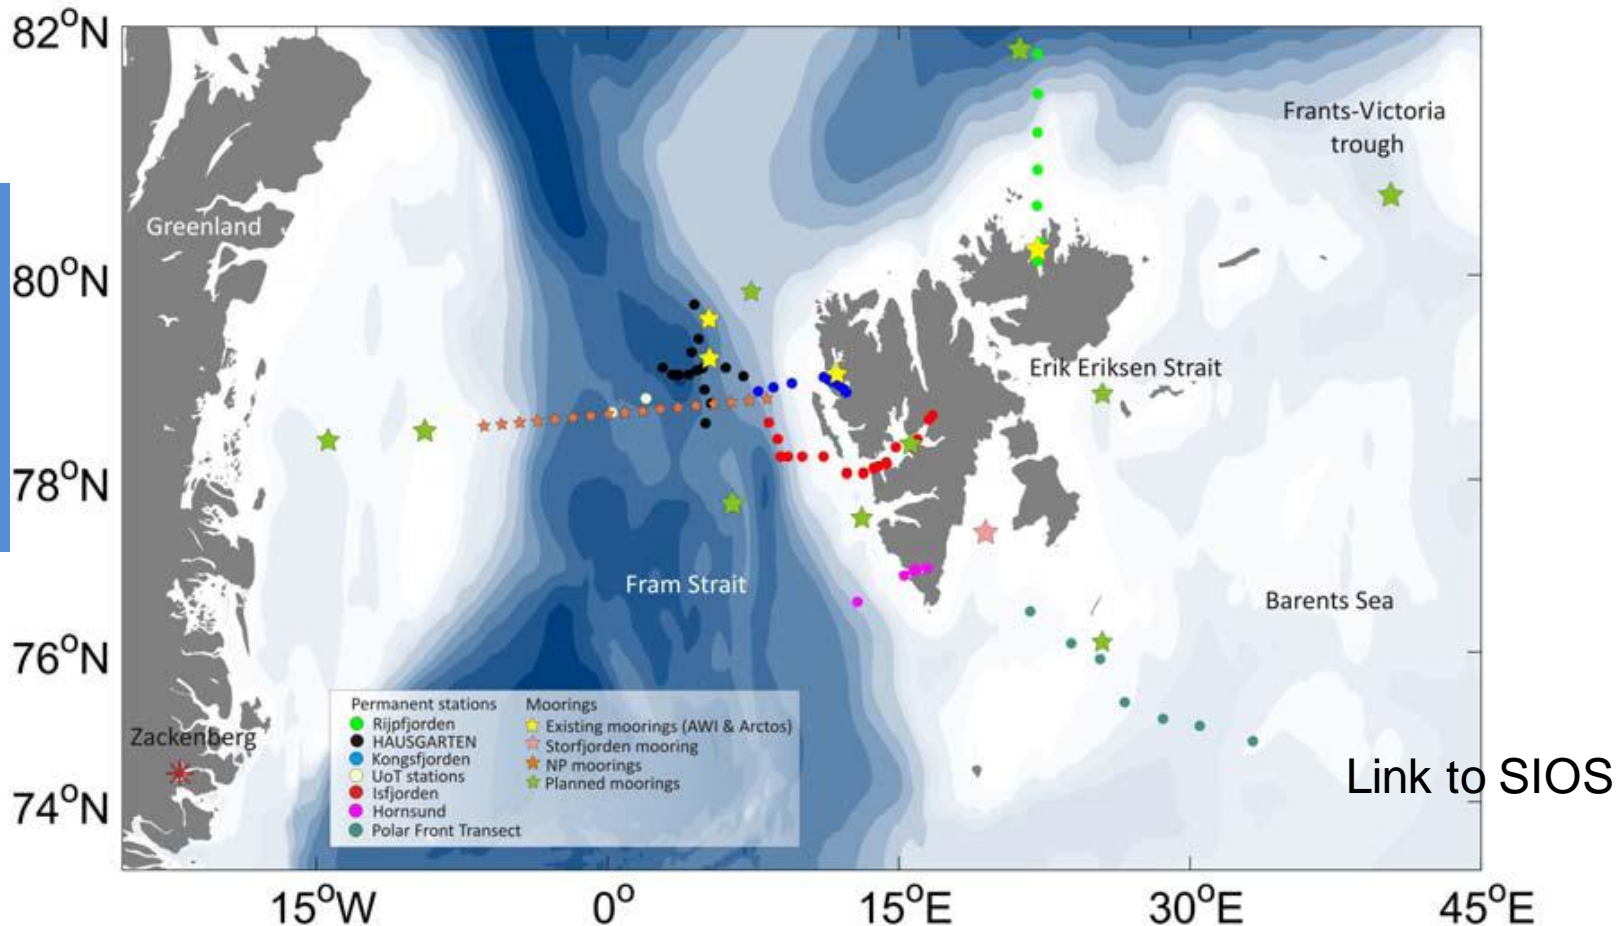 82°N
80°N
78°N
76°N
74°N
Greenland
Frants-Victoria
trough
Erik Eriksen Strait
Fram Strait
Barents Sea
Zackenberg
Permanent stations
Rijpfjorden
HAUSGARTEN
Kongsfjorden
UoT stations
Isfjorden
Hornsund
Polar Front Transect
Moorings
Existing moorings (AWI & Arctos)
Storfjorden mooring
NP moorings
Planned moorings
Link to SIOS
15°W
0°
15°E
30°E
45°E